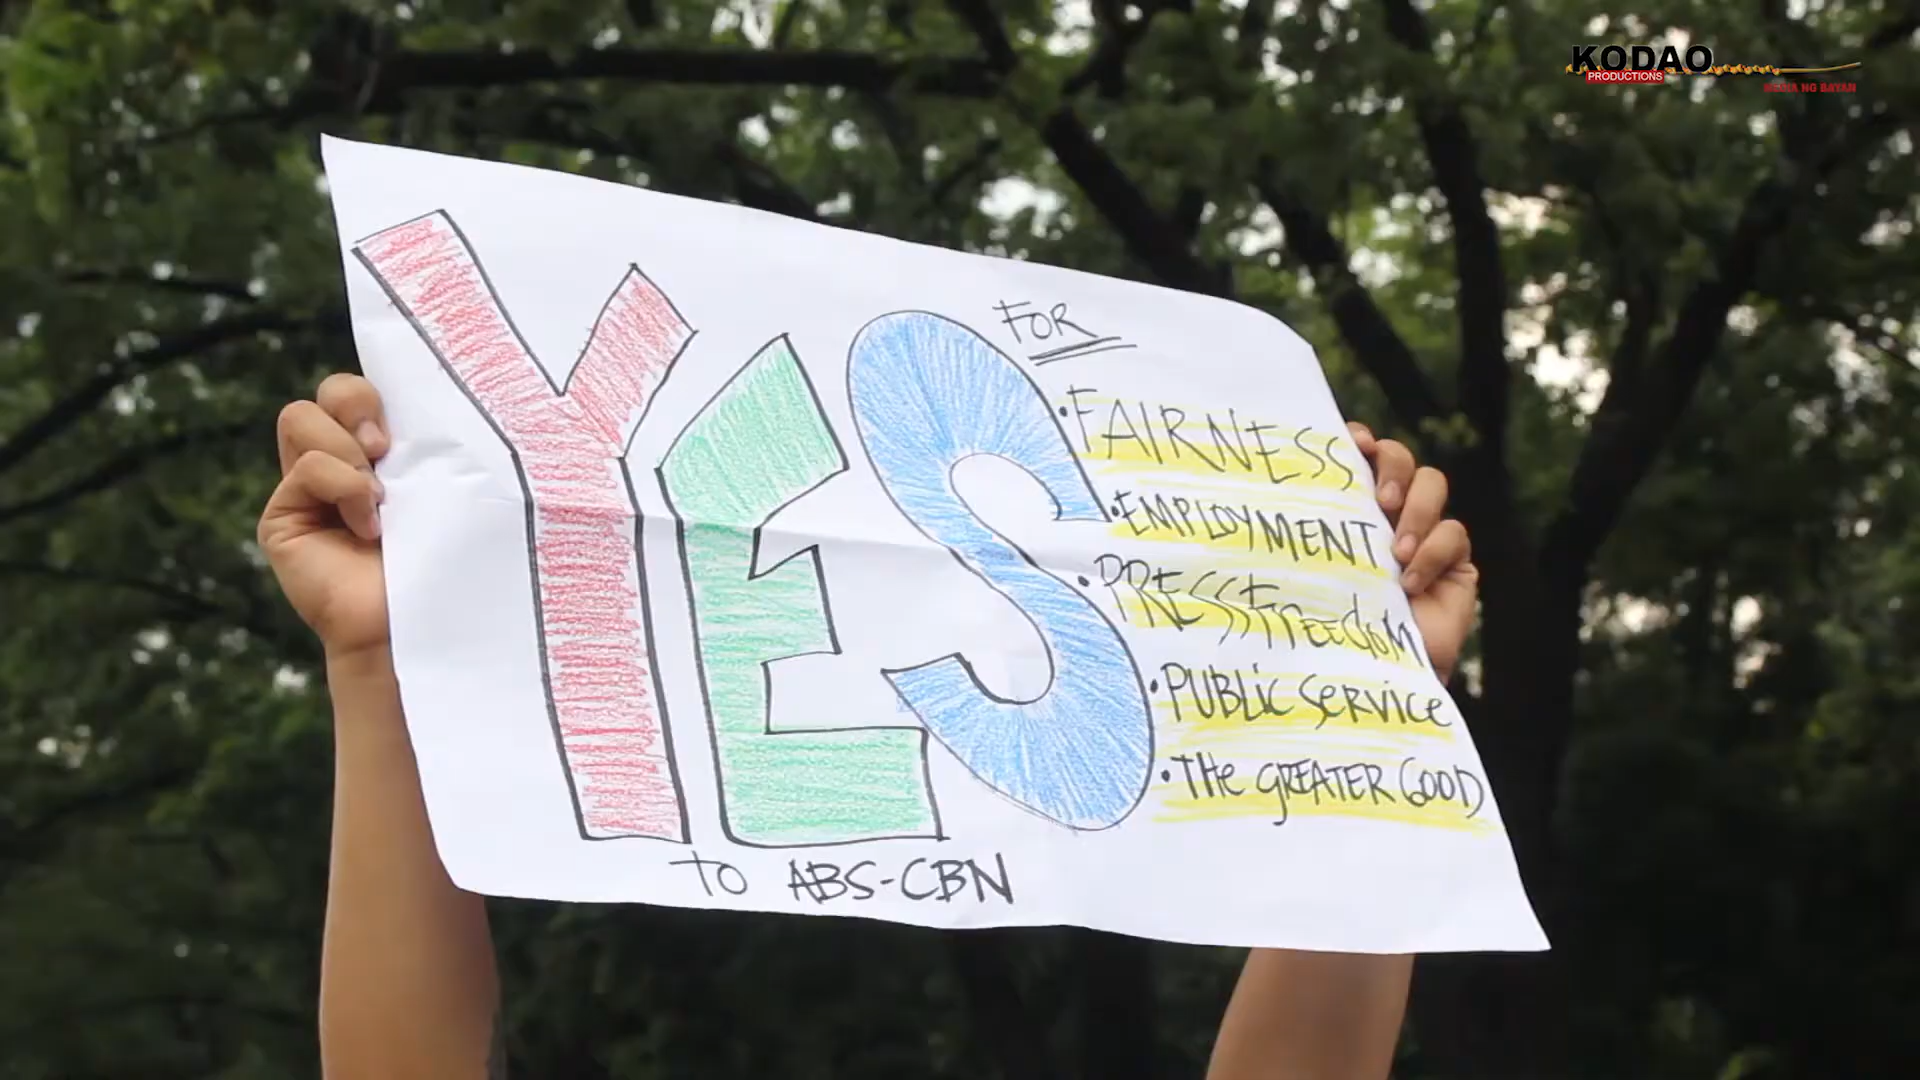 KODAO
PRODUCTIONS
YES
FOR
• FAIRNESS
• EMPLOYMENT
• PRESS FreedoM
• PUBLiC SerVice
• THe GREATER GOOD
to ABS-CBN